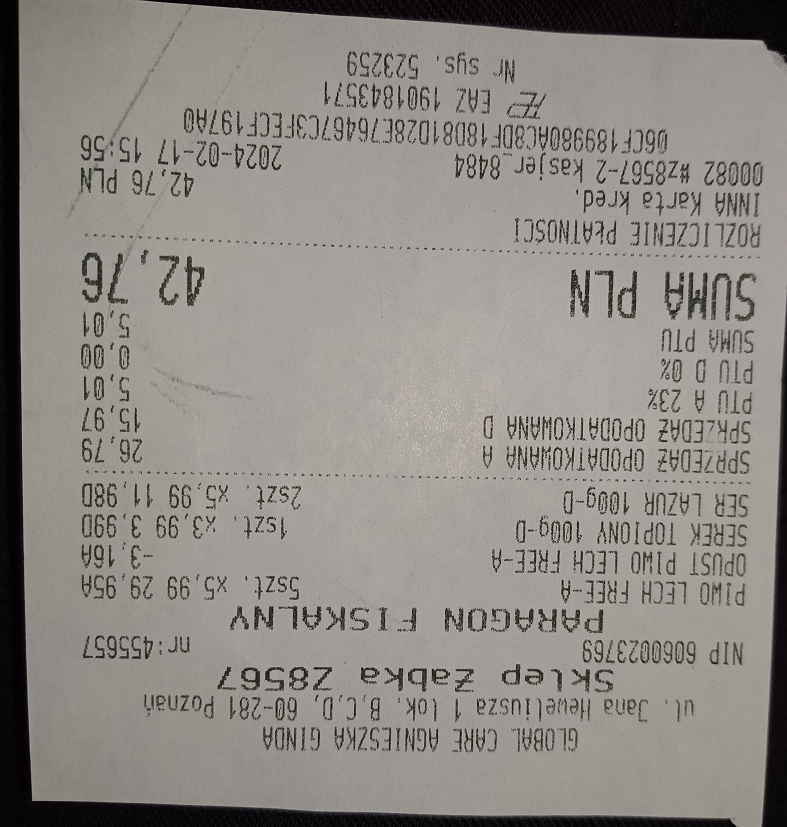 GLOBAL CARE AGNIESZKA GINDA
ul. Jana Heweliusza 1 lok. B,C,D, 60-281 Poznań
Sklep Żabka Z8567
NIP 6060023769 nr:455657
PARAGON FISKALNY
PIWO LECH FREE-A 5szt. x5,99 29,95A
OPUST PIWO LECH FREE-A -3,16A
SEREK TOPIONY 100g-D 1szt. x3,99 3,99D
SER LAZUR 100g-D 2szt. x5,99 11,98D
SPRZEDAŻ OPODATKOWANA A 26,79
SPRZEDAŻ OPODATKOWANA D 15,97
PTU A 23% 5,01
PTU D 0% 0,00
SUMA PTU 5,01
SUMA PLN 42,76
ROZLICZENIE PŁATNOŚCI
INNA Karta kred. 42,76 PLN
00082 #z8567-2 kasjer_8484 2024-02-17 15:56
06CF189980AC8DF18D81D28E76467C3FECF197A0
EAZ 1901843571
Nr sys. 523259